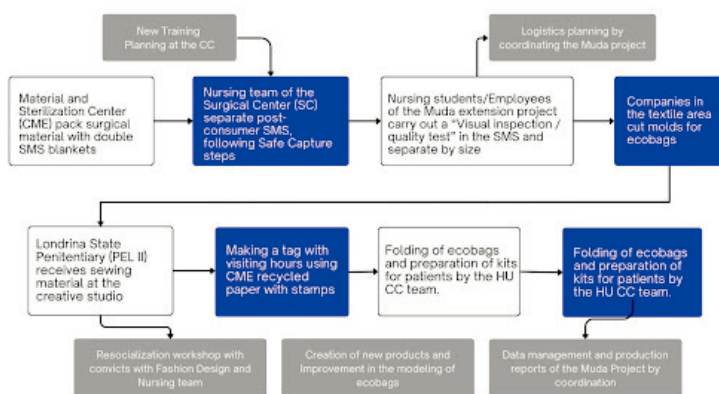 New Training
Planning at the CC
Logistics planning by
coordinating the Muda project
Material and
Sterilization Center
(CME) pack surgical
material with double
SMS blankets
Nursing team of the
Surgical Center (SC)
separate post-
consumer SMS,
following Safe Capture
steps
Nursing students/Employees
of the Muda extension project
carry out a “Visual inspection /
quality test” in the SMS and
separate by size
Companies in
the textile area
cut molds for
ecobags
Londrina State
Penitentiary (PEL II)
receives sewing
material at the
creative studio
Making a tag with
visiting hours using
CME recycled
paper with stamps
Folding of ecobags
and preparation of
kits for patients by
the HU CC team.
Folding of ecobags
and preparation of
kits for patients by
the HU CC team.
Resocialization workshop with
convicts with Fashion Design and
Nursing team
Creation of new products and
Improvement in the modeling of
ecobags
Data management and production
reports of the Muda Project by
coordination